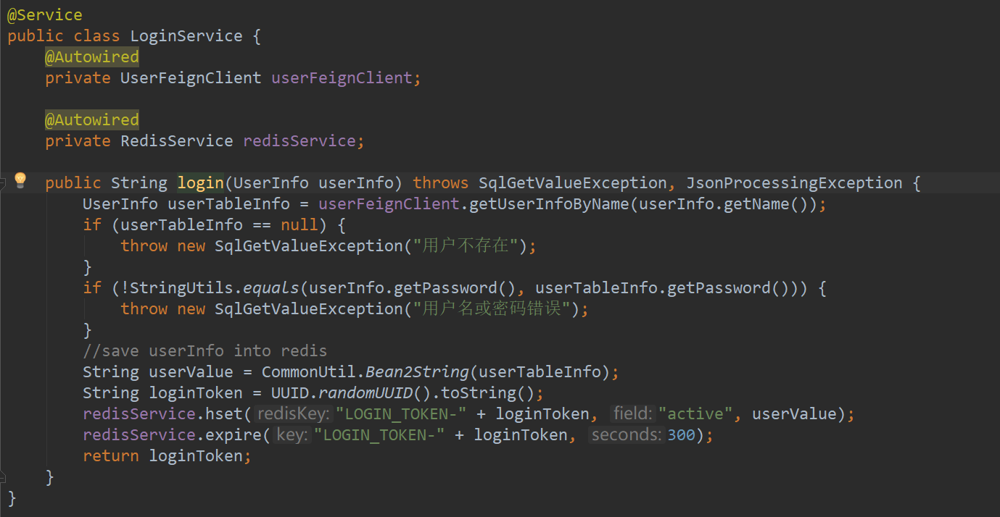 @Service
public class LoginService {
@Autowired
private UserFeignClient userFeignClient;
@Autowired
private RedisService redisService;
public String login(UserInfo userInfo) throws SqlGetValueException, JsonProcessingException {
UserInfo userTableInfo = userFeignClient.getUserInfoByName(userInfo.getName());
if (userTableInfo == null) {
throw new SqlGetValueException("用户不存在");
}
if (!StringUtils.equals(userInfo.getPassword(), userTableInfo.getPassword())) {
throw new SqlGetValueException("用户名或密码错误");
}
//save userInfo into redis
String userValue = CommonUtil.Bean2String(userTableInfo);
String loginToken = UUID.randomUUID().toString();
redisService.hset( redisKey: "LOGIN_TOKEN-" + loginToken, field: "active", userValue);
redisService.expire( key: "LOGIN_TOKEN-" + loginToken, seconds: 300);
return loginToken;
}
}